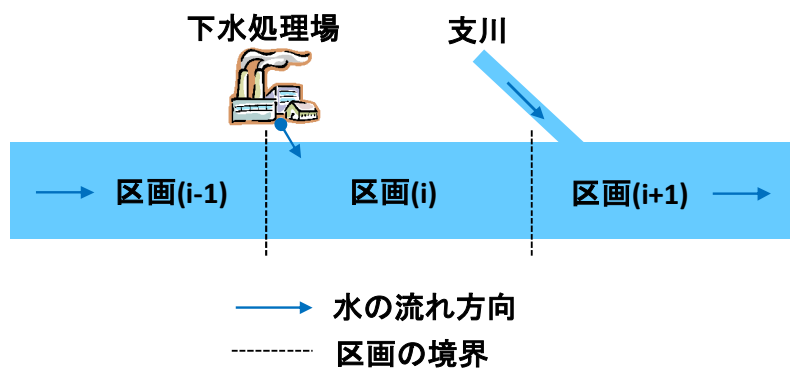 下水処理場
支川
区画(i-1)
区画(i)
区画(i+1)
水の流れ方向
区画の境界